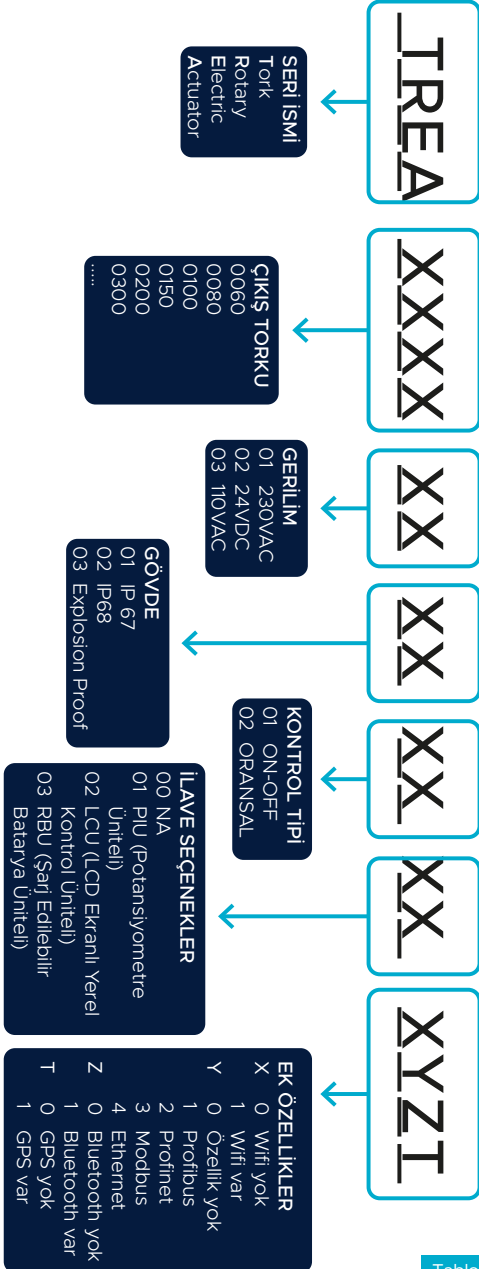 TREA
XXXX
XX
XX
XX
XX
XYZT
SERİ İSMİ
Tork
Rotary
Electric
Actuator
ÇIKIŞ TORKU
0060
0080
0100
0150
0200
0300
.....
GERİLİM
01 230VAC
02 24VDC
03 110VAC
GÖVDE
01 IP 67
02 IP68
03 Explosion Proof
KONTROL TİPİ
01 ON-OFF
02 ORANSAL
İLAVE SEÇENEKLER
00 NA
01 PIU (Potansiyometre
Üniteli)
02 LCU (LCD Ekranlı Yerel
Kontrol Üniteli)
03 RBU (Şarj Edilebilir
Batarya Üniteli)
EK ÖZELLİKLER
X 0 Wifi yok
1 Wifi var
Y 0 Özellik yok
1 Profibus
2 Profinet
3 Modbus
4 Ethernet
Z 0 Bluetooth yok
1 Bluetooth var
T 0 GPS yok
1 GPS var